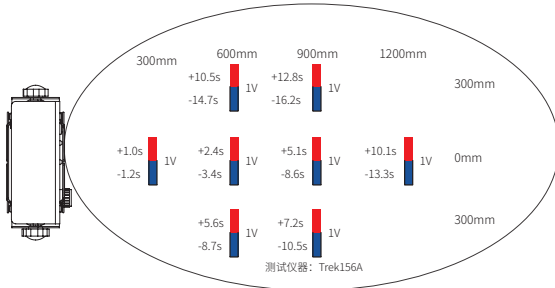 300mm 600mm 900mm 1200mm
+10.5s 1V +12.8s 1V 300mm
-14.7s -16.2s
+1.0s 1V +2.4s 1V +5.1s 1V +10.1s 1V 0mm
-1.2s -3.4s -8.6s -13.3s
+5.6s 1V +7.2s 1V 300mm
-8.7s -10.5s
测试仪器：Trek156A